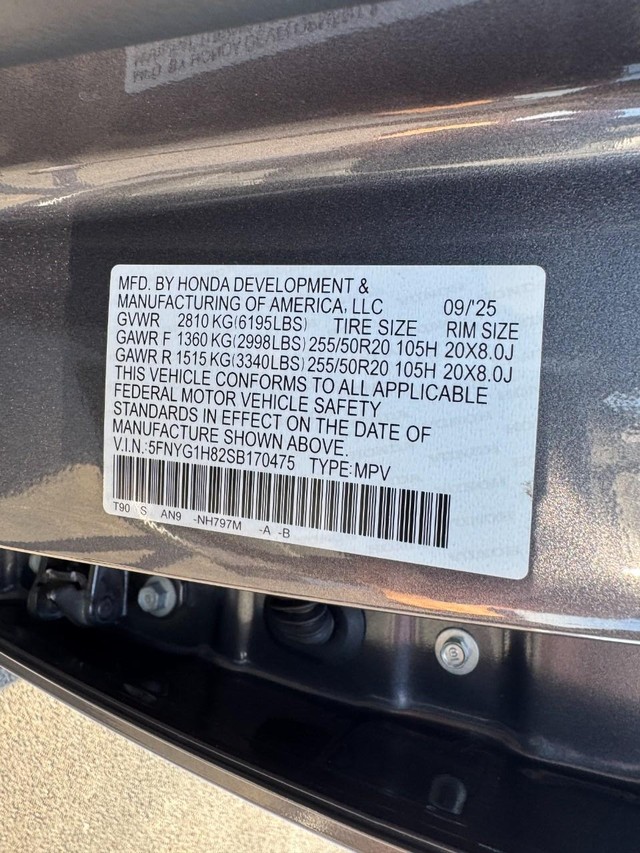 MFD. BY HONDA DEVELOPMENT &
MANUFACTURING OF AMERICA, LLC 09/'25
GVWR 2810 KG(6195LBS) TIRE SIZE RIM SIZE
GAWR F 1360 KG(2998LBS) 255/50R20 105H 20X8.0J
GAWR R 1515 KG(3340LBS) 255/50R20 105H 20X8.0J
THIS VEHICLE CONFORMS TO ALL APPLICABLE
FEDERAL MOTOR VEHICLE SAFETY
STANDARDS IN EFFECT ON THE DATE OF
MANUFACTURE SHOWN ABOVE.
V.I.N.:5FNYG1H82SB170475 TYPE:MPV
T90 S AN9 -NH797M -A -B